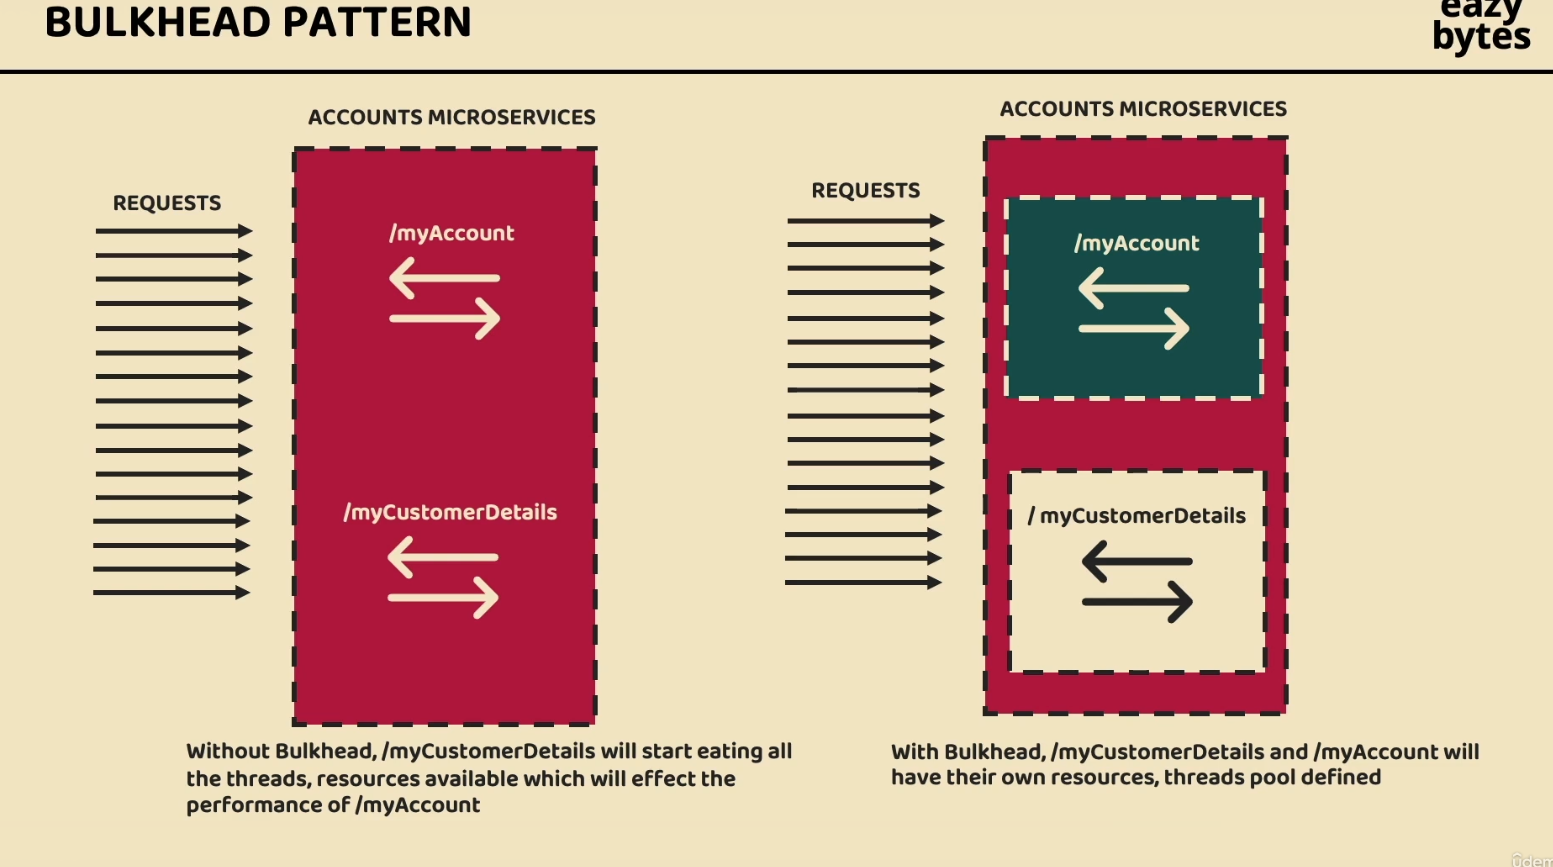 BULKHEAD PATTERN
eazy
bytes
ACCOUNTS MICROSERVICES
REQUESTS
/myAccount
/myCustomerDetails
Without Bulkhead, /myCustomerDetails will start eating all
the threads, resources available which will effect the
performance of /myAccount
ACCOUNTS MICROSERVICES
REQUESTS
/myAccount
/ myCustomerDetails
With Bulkhead, /myCustomerDetails and /myAccount will
have their own resources, threads pool defined